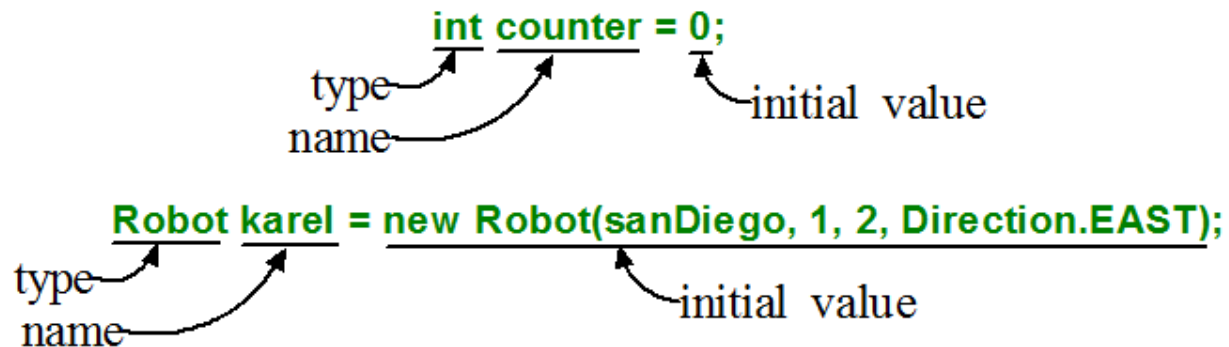 int counter = 0;
type
initial value
name
Robot karel = new Robot(sanDiego, 1, 2, Direction.EAST);
type
initial value
name